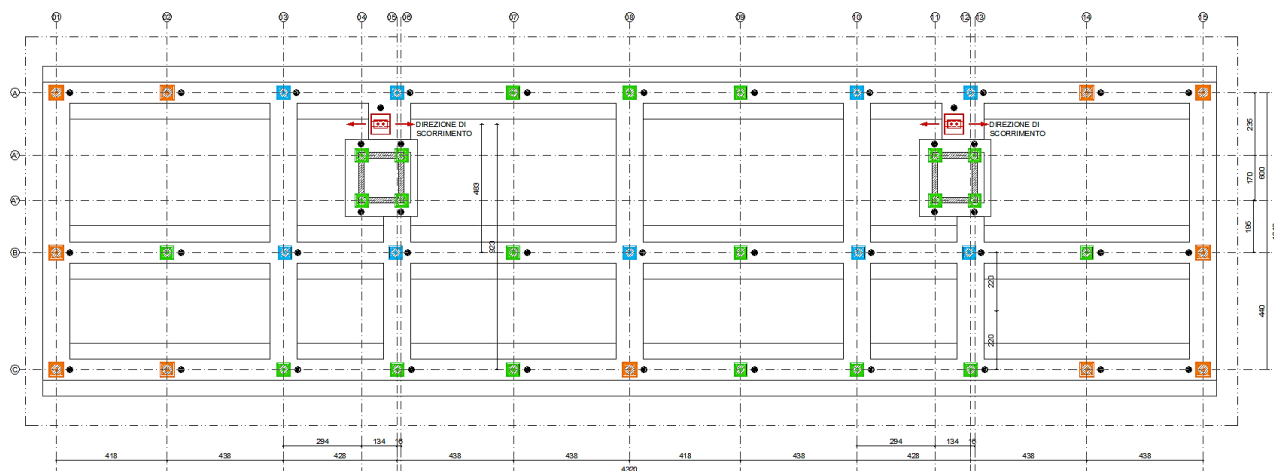 01 02 03 04 05 06 07 08 09 10 11 12 13 14 15
A
DIREZIONE DI
SCORRIMENTO
DIREZIONE DI
SCORRIMENTO
235
A'
483
170
600
A"
923
195
B
220
220
440
C
294 134 16 294 134 16
418 438 428 438 438 418 438 428 438 438
4320